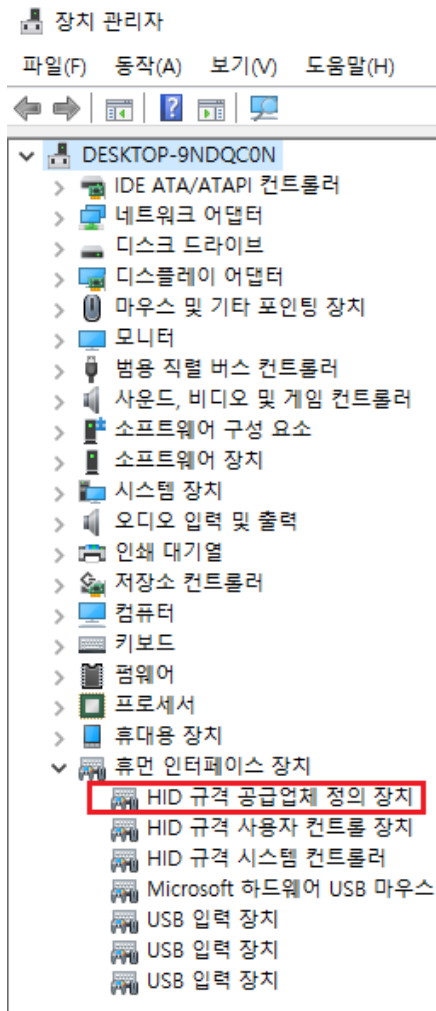 장치 관리자
파일(F) 동작(A) 보기(V) 도움말(H)
DESKTOP-9NDQC0N
IDE ATA/ATAPI 컨트롤러
네트워크 어댑터
디스크 드라이브
디스플레이 어댑터
마우스 및 기타 포인팅 장치
모니터
범용 직렬 버스 컨트롤러
사운드, 비디오 및 게임 컨트롤러
소프트웨어 구성 요소
소프트웨어 장치
시스템 장치
오디오 입력 및 출력
인쇄 대기열
저장소 컨트롤러
컴퓨터
키보드
펌웨어
프로세서
휴대용 장치
휴먼 인터페이스 장치
HID 규격 공급업체 정의 장치
HID 규격 사용자 컨트롤 장치
HID 규격 시스템 컨트롤러
Microsoft 하드웨어 USB 마우스
USB 입력 장치
USB 입력 장치
USB 입력 장치